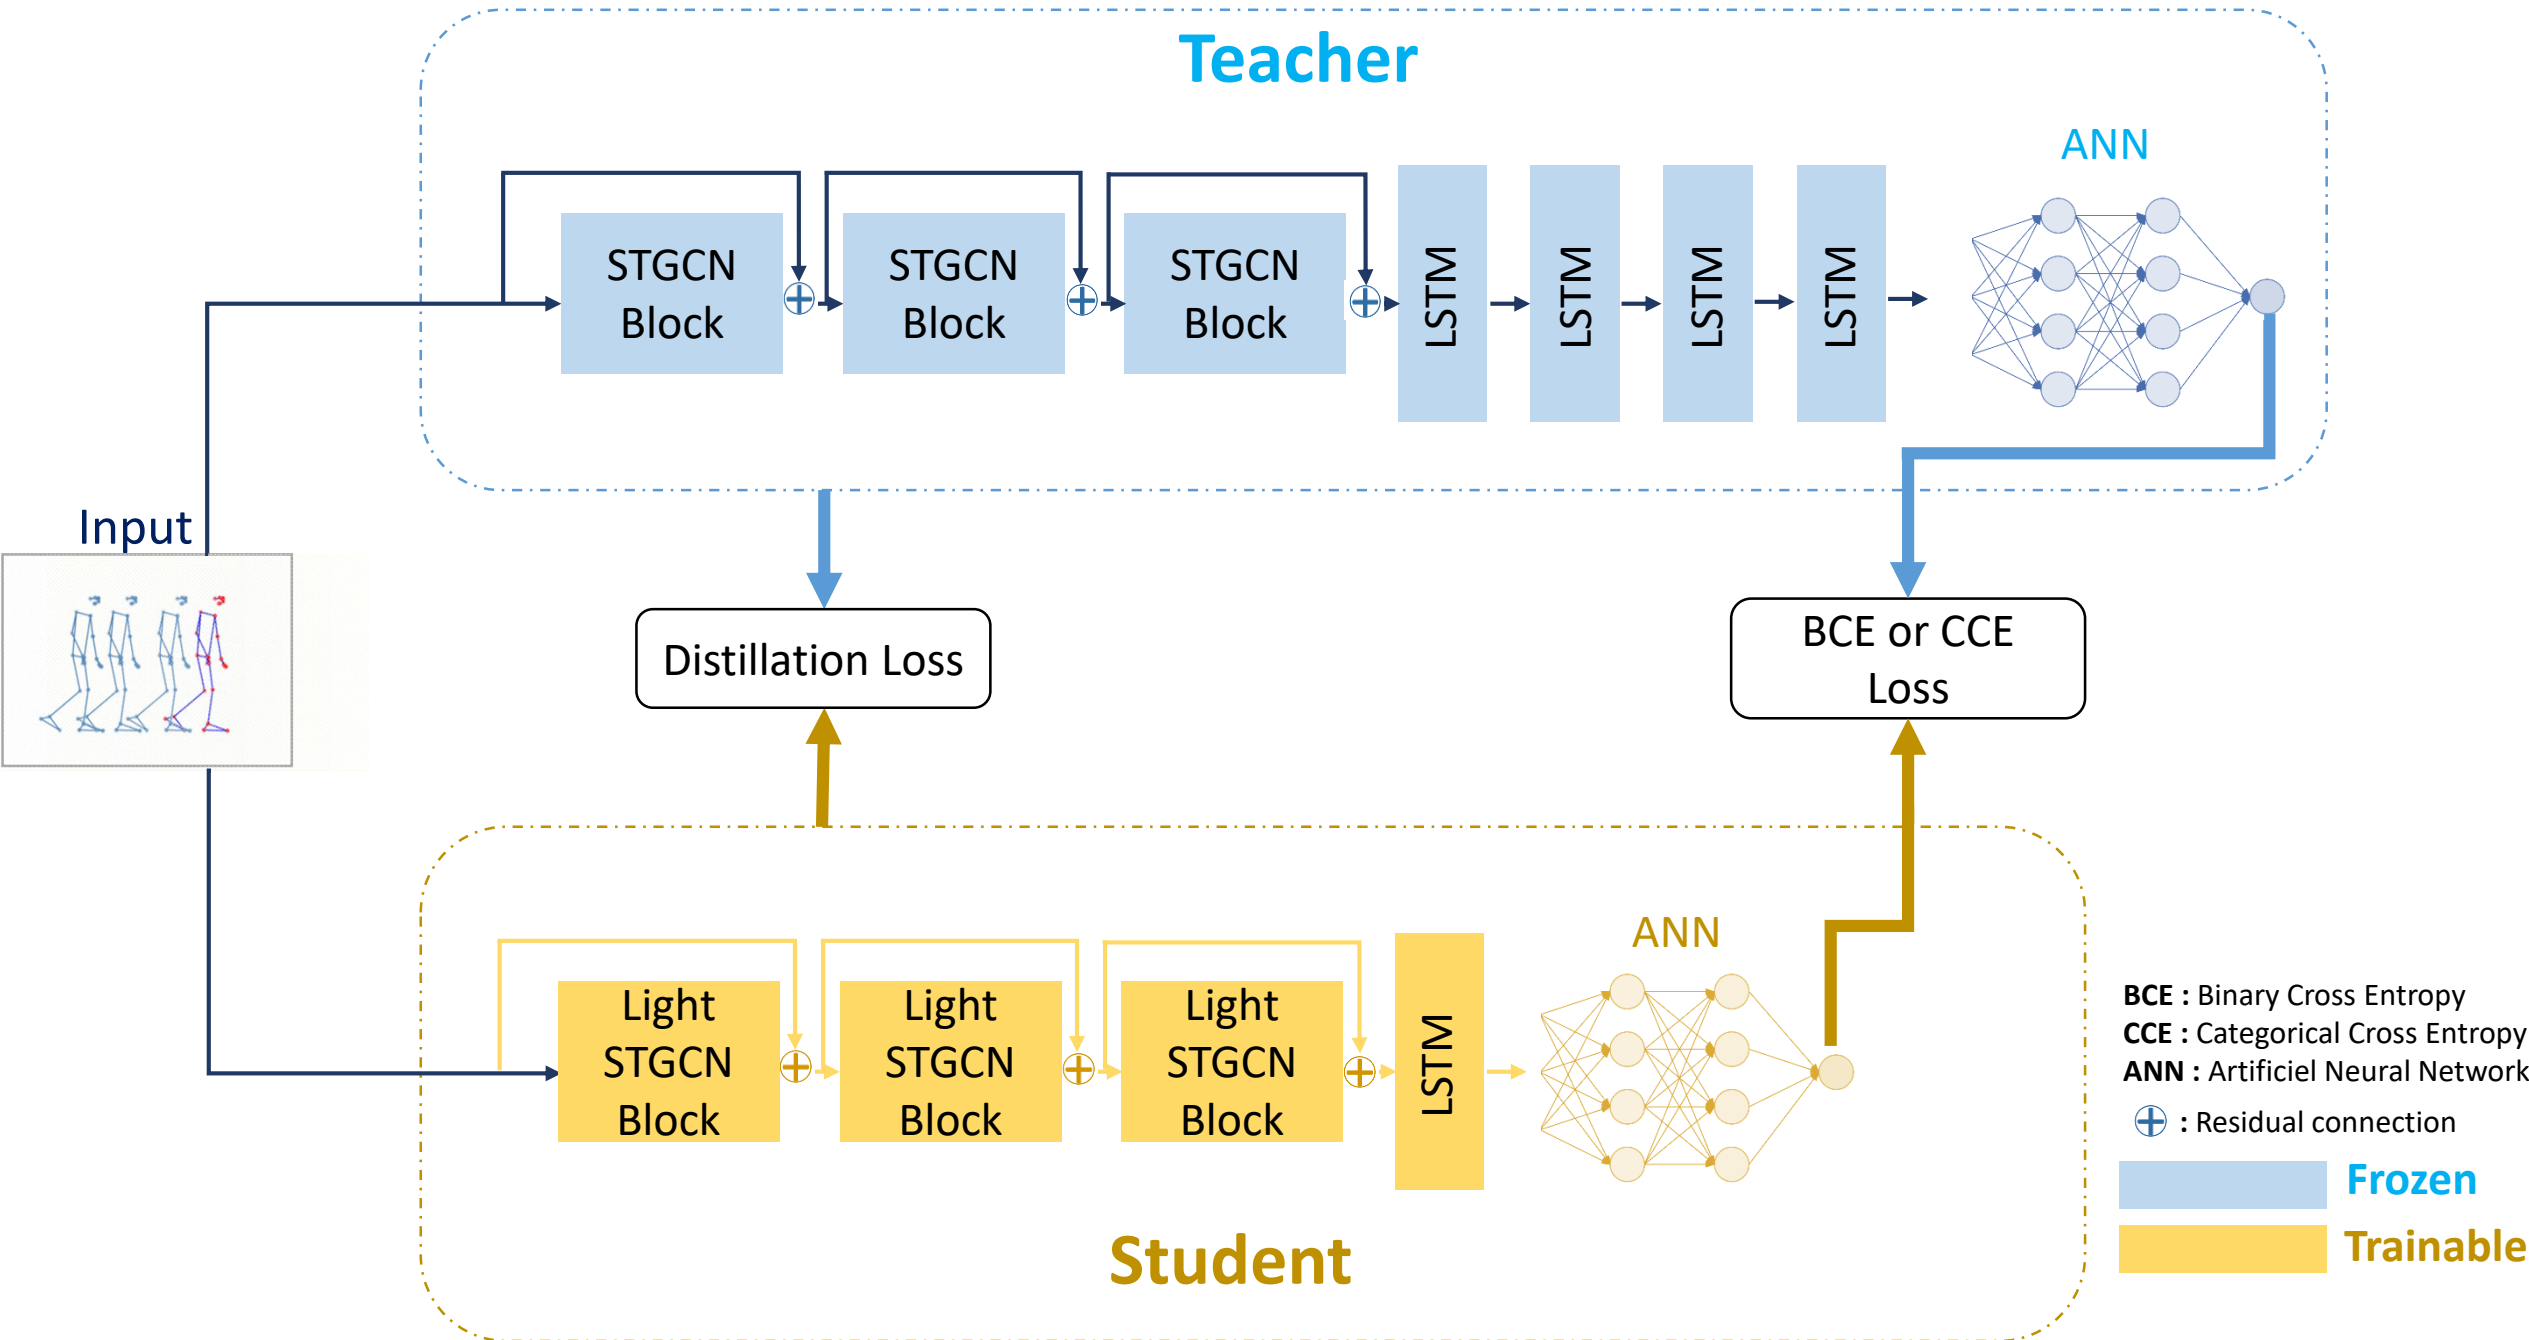 Teacher
ANN
STGCN
Block
STGCN
Block
STGCN
Block
LSTM
LSTM
LSTM
LSTM
Input
Distillation Loss
BCE or CCE
Loss
ANN
Light
STGCN
Block
Light
STGCN
Block
Light
STGCN
Block
LSTM
Student
BCE : Binary Cross Entropy
CCE : Categorical Cross Entropy
ANN : Artificiel Neural Network
: Residual connection
Frozen
Trainable